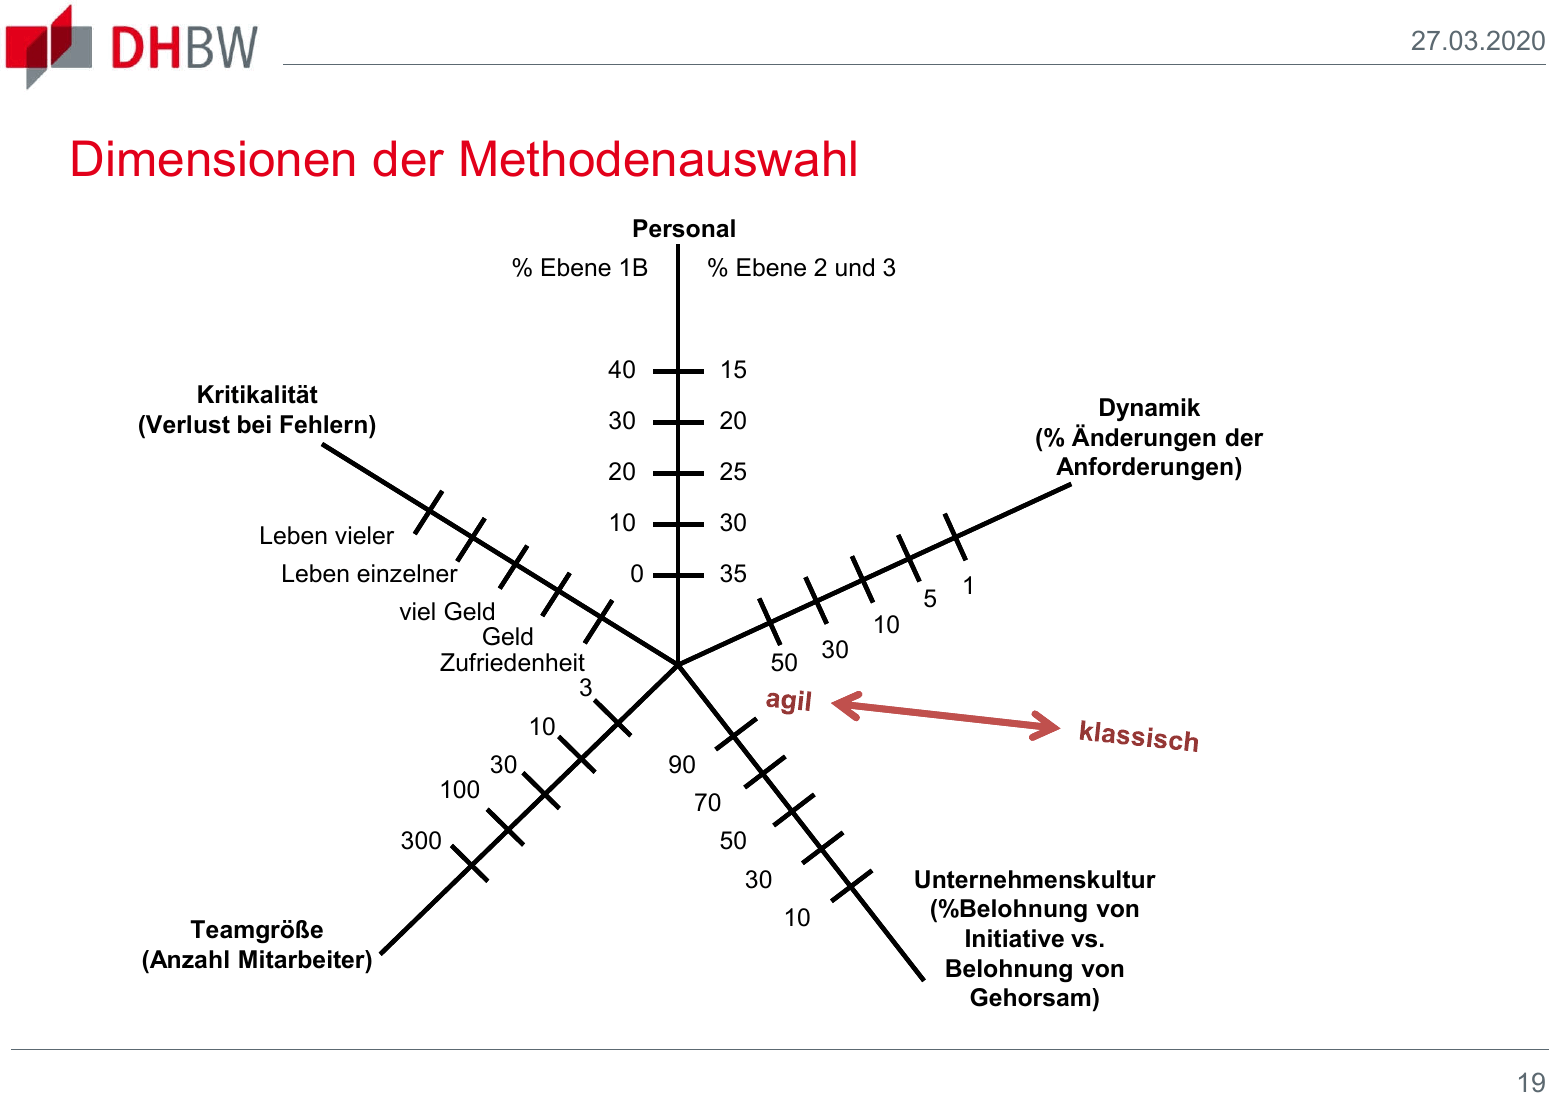 DHBW
27.03.2020
Dimensionen der Methodenauswahl
Personal
% Ebene 1B
% Ebene 2 und 3
40
15
30
20
20
25
10
30
0
35
Kritikalität
(Verlust bei Fehlern)
Leben vieler
Leben einzelner
viel Geld
Geld
Zufriedenheit
Dynamik
(% Änderungen der
Anforderungen)
1
5
10
30
50
agil
klassisch
3
10
30
100
300
Teamgröße
(Anzahl Mitarbeiter)
90
70
50
30
10
Unternehmenskultur
(%Belohnung von
Initiative vs.
Belohnung von
Gehorsam)
19